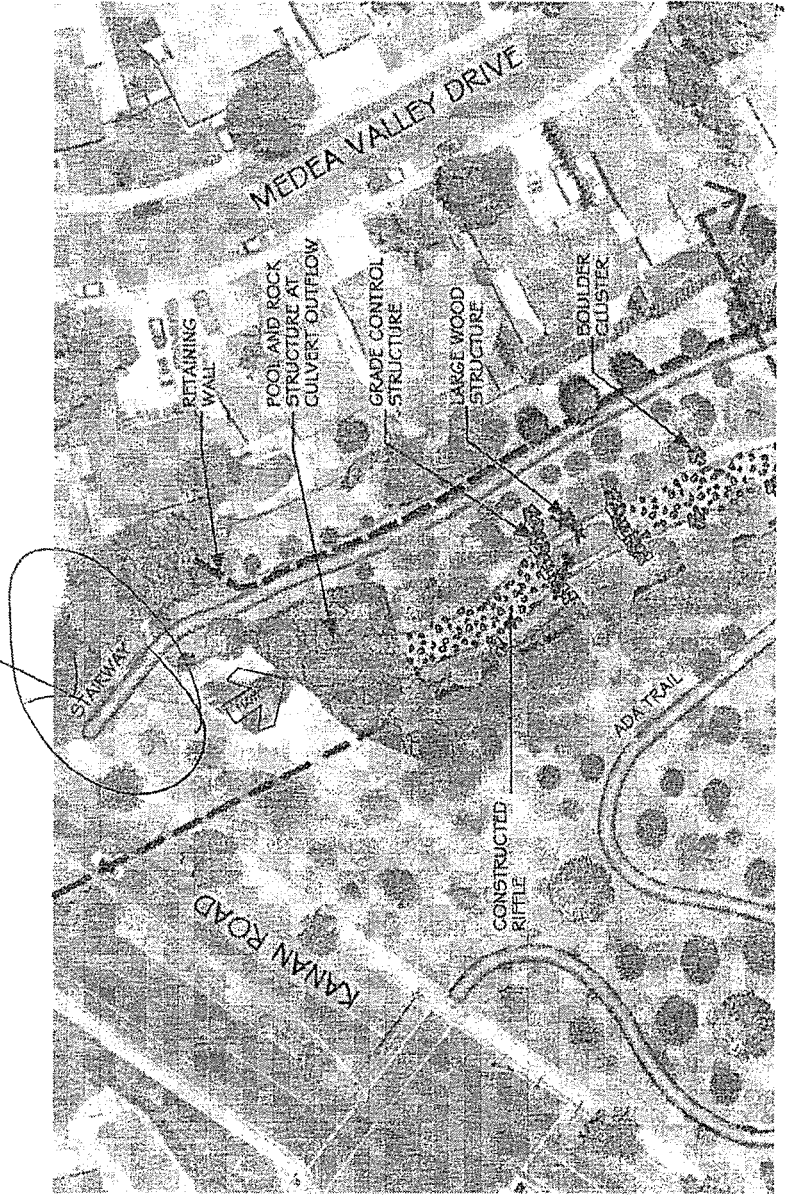 MEDEA VALLEY DRIVE
RETAINING
WALL
POOL AND ROCK
STRUCTURE AT
CULVERT OUTFLOW
GRADE CONTROL
STRUCTURE
LARGE WOOD
STRUCTURE
BOULDER
CLUSTER
STAIRWAY
ADA TRAIL
CONSTRUCTED
RIFFLE
KANAN ROAD